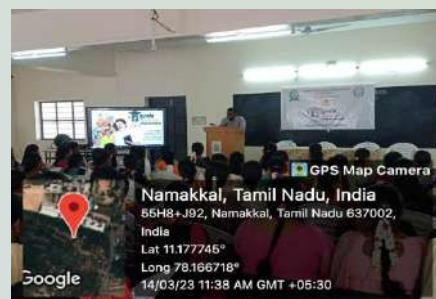 GPS Map Camera
Namakkal, Tamil Nadu, India
55H8+J92, Namakkal, Tamil Nadu 637002,
India
Lat 11.177745°
Long 78.166718°
14/03/23 11:38 AM GMT +05:30
Google